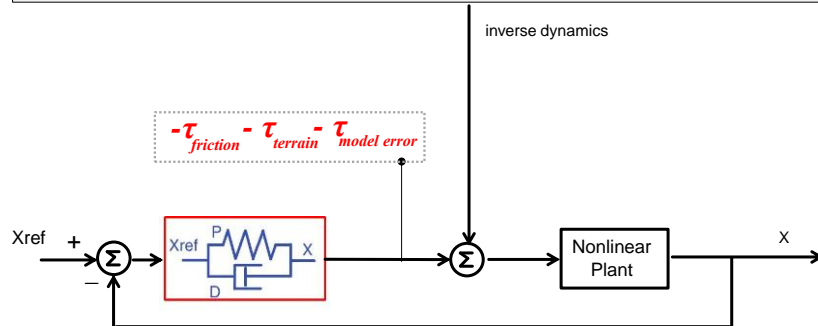 inverse dynamics
-τfriction - τterrain - τmodel error
Xref
+
Σ
−
Xref
P
X
D
Σ
Nonlinear
Plant
X